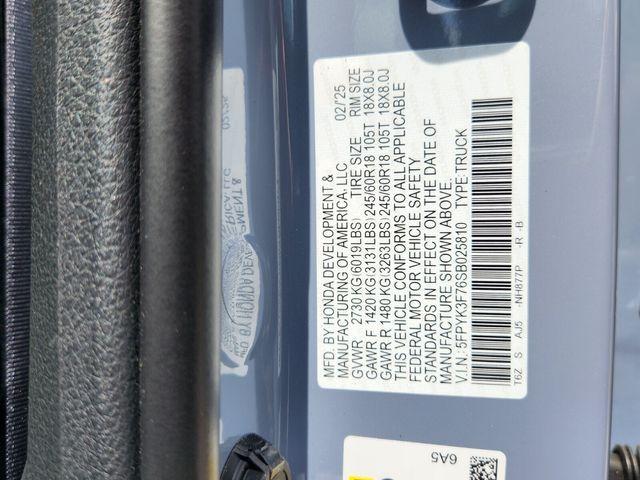 MFD. BY HONDA DEVELOPMENT &
MANUFACTURING OF AMERICA, LLC 02/'25
GVWR 2730 KG(6019LBS) TIRE SIZE RIM SIZE
GAWR F 1420 KG(3131LBS)245/60R18 105T 18X8.0J
GAWR R 1480 KG(3263LBS)245/60R18 105T 18X8.0J
THIS VEHICLE CONFORMS TO ALL APPLICABLE
FEDERAL MOTOR VEHICLE SAFETY
STANDARDS IN EFFECT ON THE DATE OF
MANUFACTURE SHOWN ABOVE.
V.I.N: 5FPYK3F76SB025810 TYPE:TRUCK
T6Z S AJ5 -NH877P -R -B
6A5